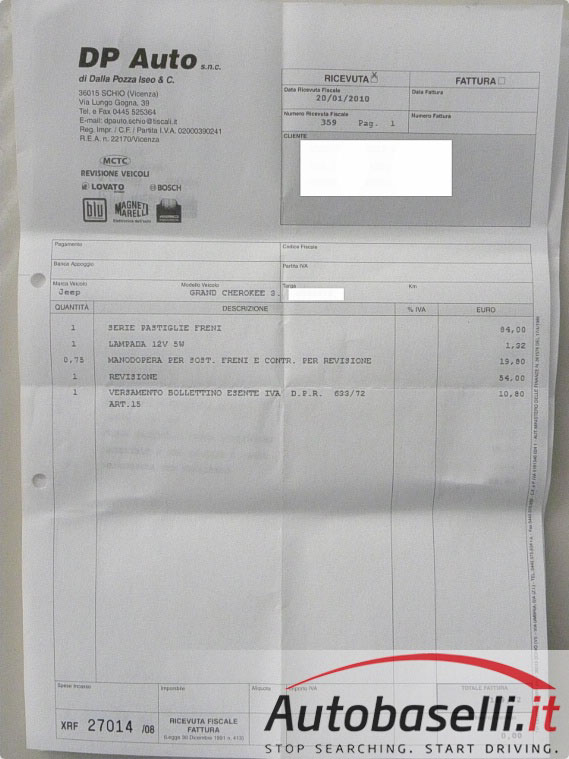 DP Auto s.n.c.
di Dalla Pozza Iseo & C.
36015 SCHIO (Vicenza)
Via Lungo Gogna, 39
Tel. e Fax 0445 525364
E-mail: dpauto.schio@tiscali.it
Reg. Impr. / C.F. / Partita I.V.A. 02000390241
R.E.A. n. 22170/Vicenza
MCTC
REVISIONE VEICOLI
LOVATO BOSCH
blu MAGNETI MARELLI
RICEVUTA X FATTURA
Data Ricevuta Fiscale Data Fattura
20/01/2010
Numero Ricevuta Fiscale Numero Fattura
359 Pag. 1
CLIENTE
Pagamento Codice Fiscale
Banca Appoggio Partita IVA
Marca Veicolo Modello Veicolo Targa Km
Jeep GRAND CHEROKEE S.
QUANTITÀ DESCRIZIONE % IVA EURO
1 SERIE PASTIGLIE FRENI 84,00
1 LAMPADA 12V 5W 1,32
0,75 MANODOPERA PER SOST. FRENI E CONTR. PER REVISIONE 19,80
1 REVISIONE 54,00
1 VERSAMENTO BOLLETTINO ESENTE IVA D.P.R. 633/72 10,80
ART.15
Spese Incasso Imponibile Aliquota Importo IVA TOTALE FATTURA
XRF 27014 /08
RICEVUTA FISCALE
FATTURA
0,00
Autobaselli.it
STOP SEARCHING. START DRIVING.